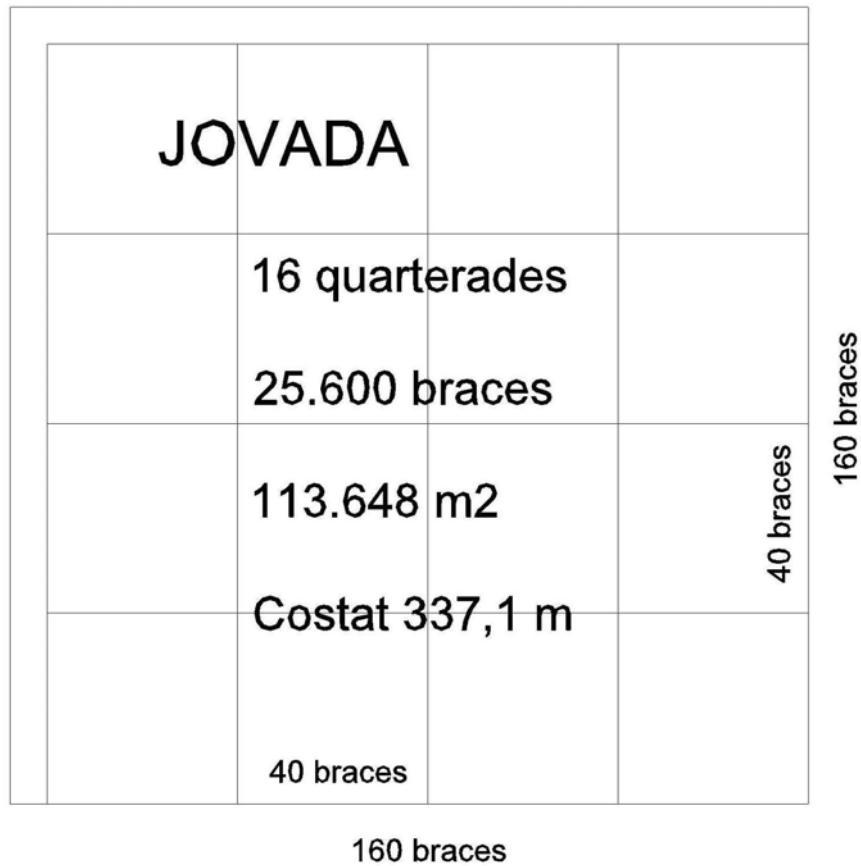 JOVADA
16 quarterades
25.600 braces
113.648 m2
Costat 337,1 m
40 braces
160 braces
40 braces
160 braces